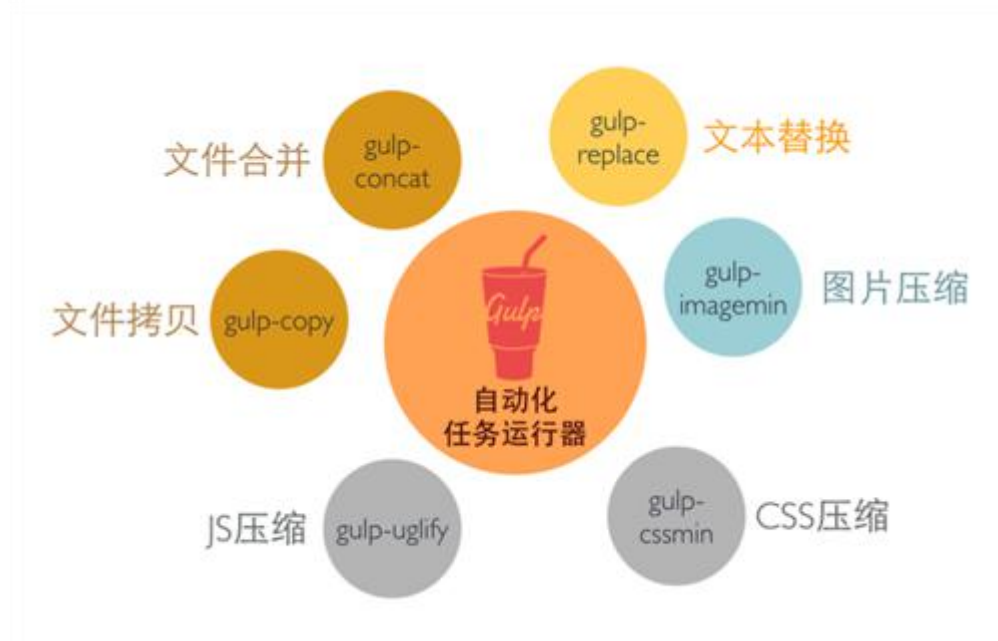 文件合并
gulp-
concat
gulp-
replace
文本替换
文件拷贝
gulp-copy
gulp-
imagemin
图片压缩
Gulp
自动化
任务运行器
JS压缩
gulp-uglify
gulp-
cssmin
CSS压缩